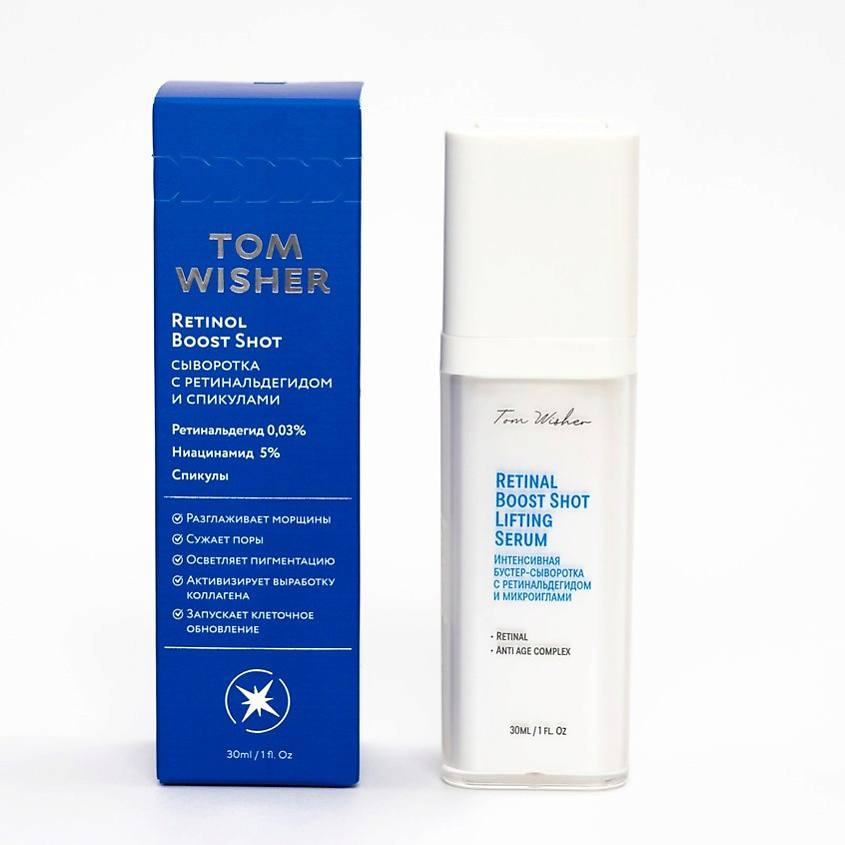 TOM
WISHER
Retinol
Boost Shot
сыворотка
с ретинальдегидом
и спикулами
Ретинальдегид 0,03%
Ниацинамид 5%
Спикулы
Разглаживает морщины
Сужает поры
Осветляет пигментацию
Активизирует выработку
коллагена
Запускает клеточное
обновление
30ml / 1 fl. Oz
Tom Wisher
Retinal
Boost Shot
Lifting
Serum
Интенсивная
бустер-сыворотка
с ретинальдегидом
и микроиглами
• Retinal
• Anti age complex
30ml / 1 fl. Oz